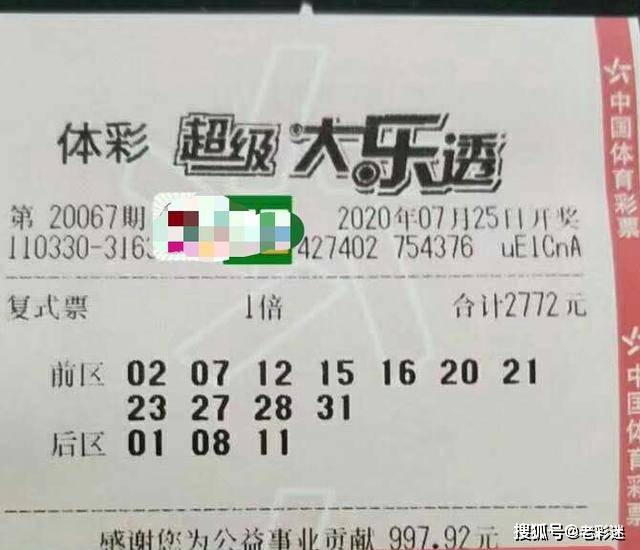 体彩 超级大乐透
第 20067期 2020年07月25日开奖
110330-3163 427402 754376 uE1CnA
复式票 1倍 合计2772元
前区 02 07 12 15 16 20 21
23 27 28 31
后区 01 08 11
感谢您为公益事业贡献 997.92元
中国体育彩票
中国体育彩票
搜狐号@老彩迷